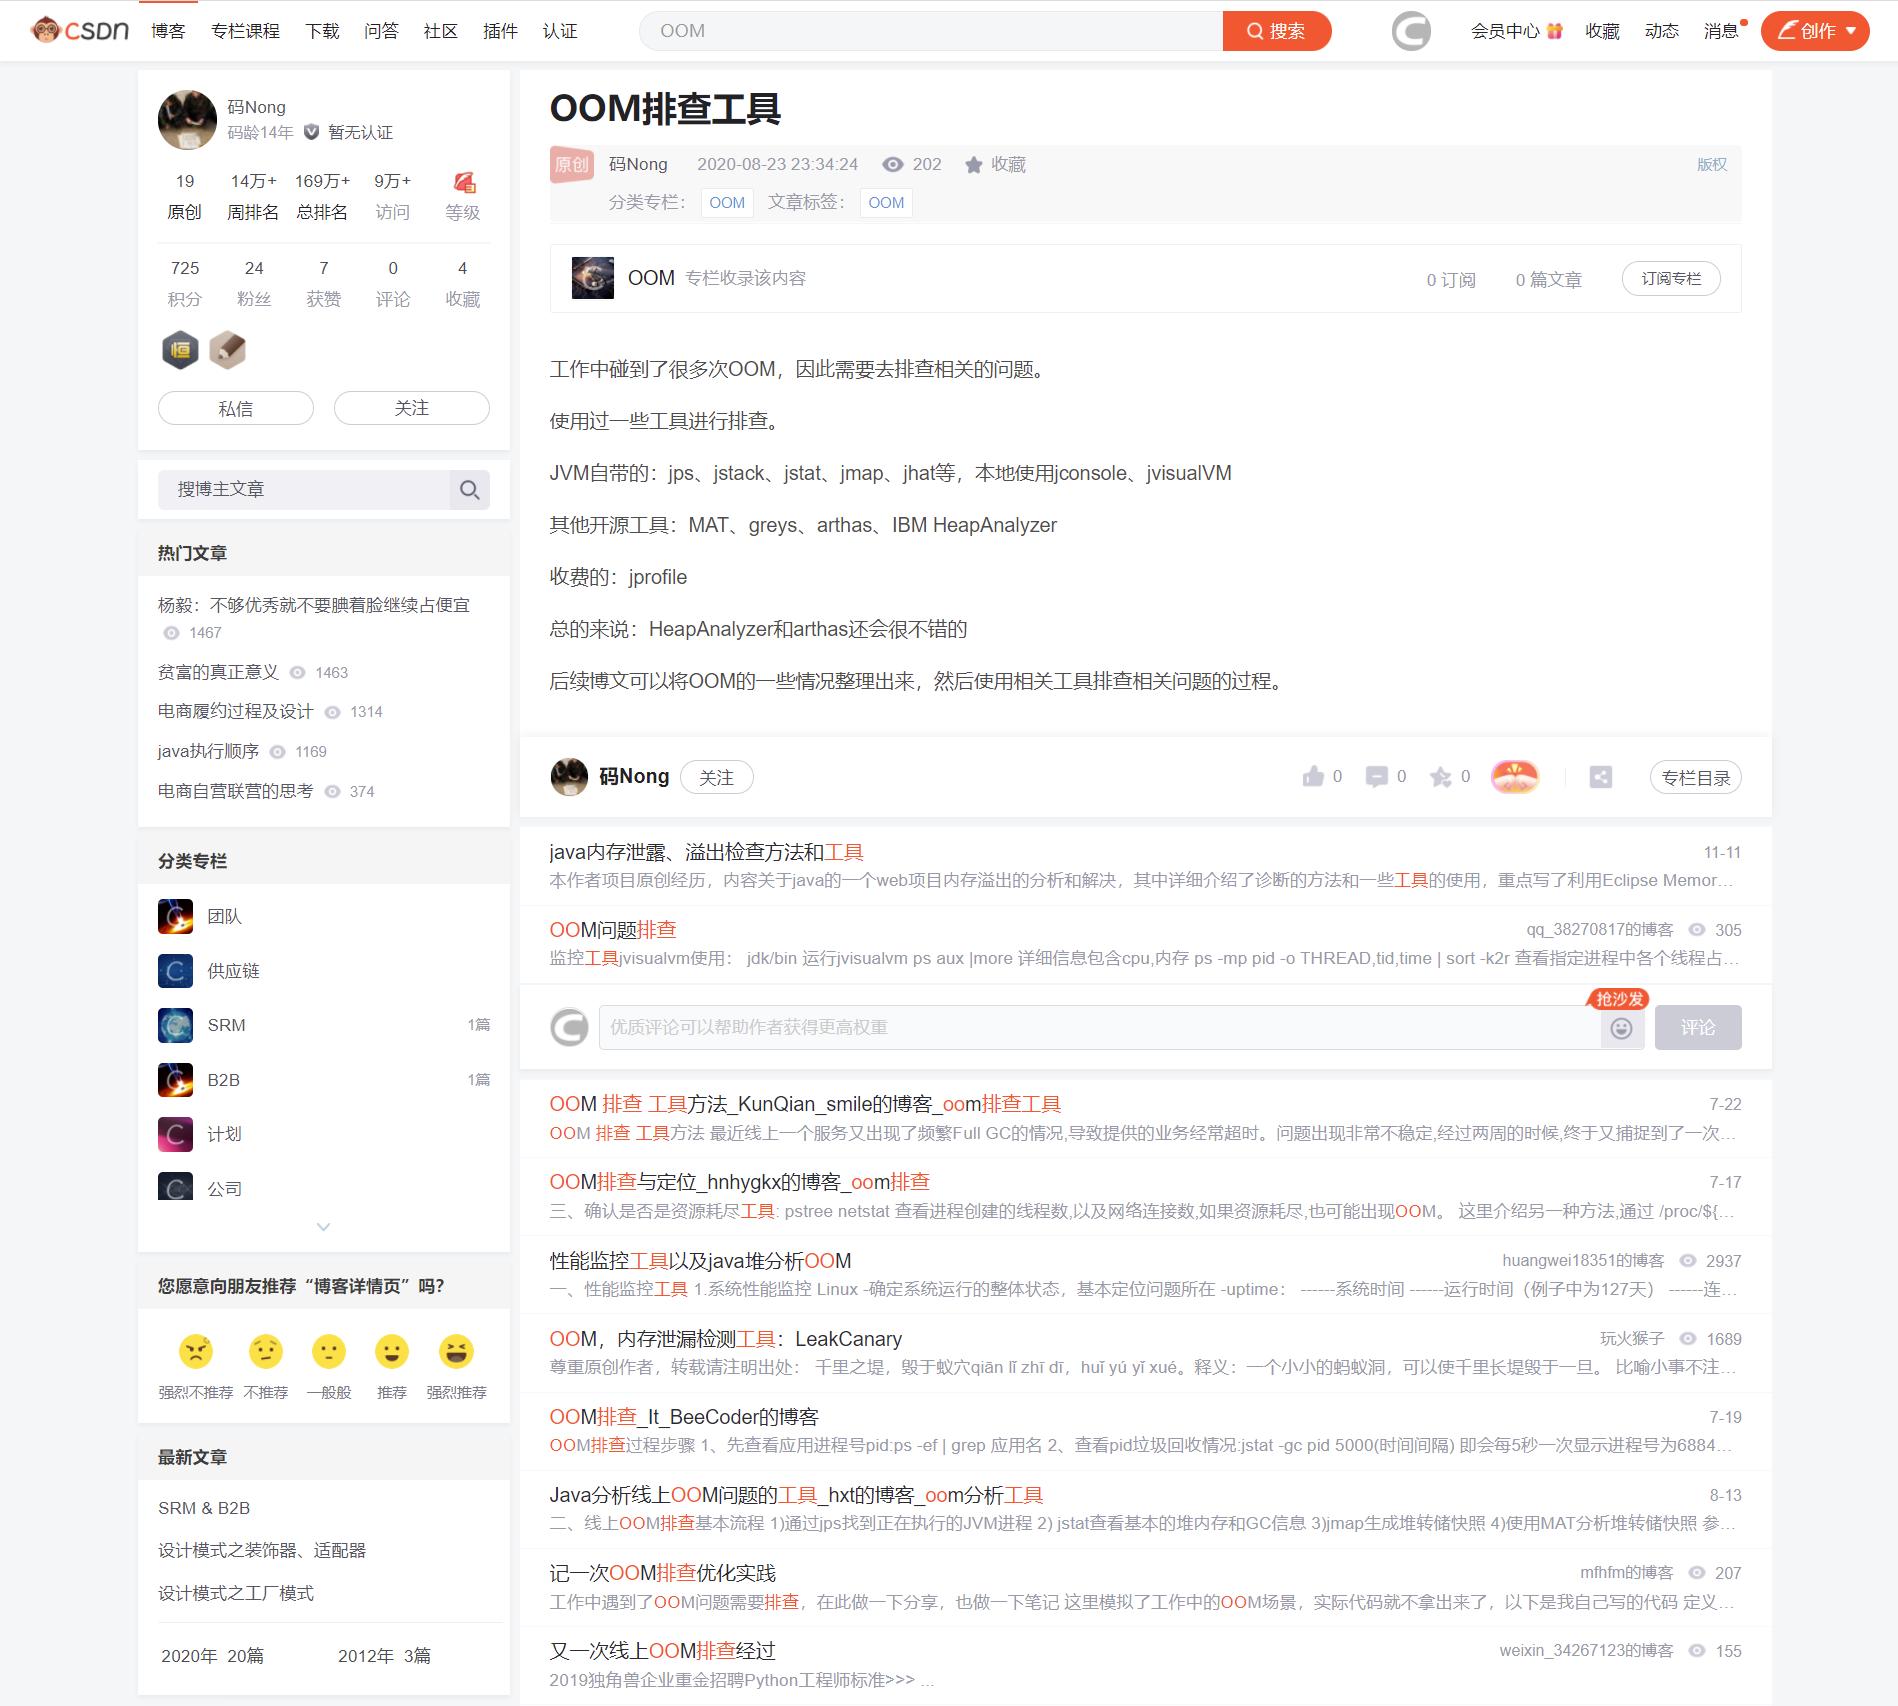 CSDN 博客 专栏课程 下载 问答 社区 插件 认证 OOM 搜索 会员中心 收藏 动态 消息 创作
码Nong
码龄14年 暂无认证
19 14万+ 169万+ 9万+
原创 周排名 总排名 访问 等级
725 24 7 0 4
积分 粉丝 获赞 评论 收藏
恒
私信 关注
搜博主文章
热门文章
杨毅：不够优秀就不要腆着脸继续占便宜
1467
贫富的真正意义 1463
电商履约过程及设计 1314
java执行顺序 1169
电商自营联营的思考 374
分类专栏
团队
供应链
SRM 1篇
B2B 1篇
计划
公司
您愿意向朋友推荐“博客详情页”吗？
强烈不推荐 不推荐 一般般 推荐 强烈推荐
最新文章
SRM & B2B
设计模式之装饰器、适配器
设计模式之工厂模式
2020年 20篇 2012年 3篇
OOM排查工具
原创 码Nong 2020-08-23 23:34:24 202 收藏 版权
分类专栏： OOM 文章标签： OOM
OOM 专栏收录该内容 0 订阅 0 篇文章 订阅专栏
工作中碰到了很多次OOM，因此需要去排查相关的问题。
使用过一些工具进行排查。
JVM自带的：jps、jstack、jstat、jmap、jhat等，本地使用jconsole、jvisualVM
其他开源工具：MAT、greys、arthas、IBM HeapAnalyzer
收费的：jprofile
总的来说：HeapAnalyzer和arthas还会很不错的
后续博文可以将OOM的一些情况整理出来，然后使用相关工具排查相关问题的过程。
码Nong 关注 0 0 0 专栏目录
java内存泄露、溢出检查方法和工具 11-11
本作者项目原创经历，内容关于java的一个web项目内存溢出的分析和解决，其中详细介绍了诊断的方法和一些工具的使用，重点写了利用Eclipse Memor...
OOM问题排查 qq_38270817的博客 305
监控工具jvisualvm使用： jdk/bin 运行jvisualvm ps aux |more 详细信息包含cpu,内存 ps -mp pid -o THREAD,tid,time | sort -k2r 查看指定进程中各个线程占...
抢沙发
优质评论可以帮助作者获得更高权重 评论
OOM 排查 工具方法_KunQian_smile的博客_oom排查工具 7-22
OOM 排查 工具方法 最近线上一个服务又出现了频繁Full GC的情况,导致提供的业务经常超时。问题出现非常不稳定,经过两周的时候,终于又捕捉到了一次...
OOM排查与定位_hnhygkx的博客_oom排查 7-17
三、确认是否是资源耗尽工具: pstree netstat 查看进程创建的线程数,以及网络连接数,如果资源耗尽,也可能出现OOM。 这里介绍另一种方法,通过 /proc/${...
性能监控工具以及java堆分析OOM huangwei18351的博客 2937
一、性能监控工具 1.系统性能监控 Linux -确定系统运行的整体状态，基本定位问题所在 -uptime： ------系统时间 ------运行时间（例子中为127天） ------连...
OOM，内存泄漏检测工具：LeakCanary 玩火猴子 1689
尊重原创作者，转载请注明出处： 千里之堤，毁于蚁穴qiān lǐ zhī dī，huǐ yú yǐ xué。释义：一个小小的蚂蚁洞，可以使千里长堤毁于一旦。 比喻小事不注...
OOM排查_It_BeeCoder的博客 7-19
OOM排查过程步骤 1、先查看应用进程号pid:ps -ef | grep 应用名 2、查看pid垃圾回收情况:jstat -gc pid 5000(时间间隔) 即会每5秒一次显示进程号为6884...
Java分析线上OOM问题的工具_hxt的博客_oom分析工具 8-13
二、线上OOM排查基本流程 1)通过jps找到正在执行的JVM进程 2) jstat查看基本的堆内存和GC信息 3)jmap生成堆转储快照 4)使用MAT分析堆转储快照 参...
记一次OOM排查优化实践 mfhfm的博客 207
工作中遇到了OOM问题需要排查，在此做一下分享，也做一下笔记 这里模拟了工作中的OOM场景，实际代码就不拿出来了，以下是我自己写的代码 定义...
又一次线上OOM排查经过 weixin_34267123的博客 155
2019独角兽企业重金招聘Python工程师标准>>> ...